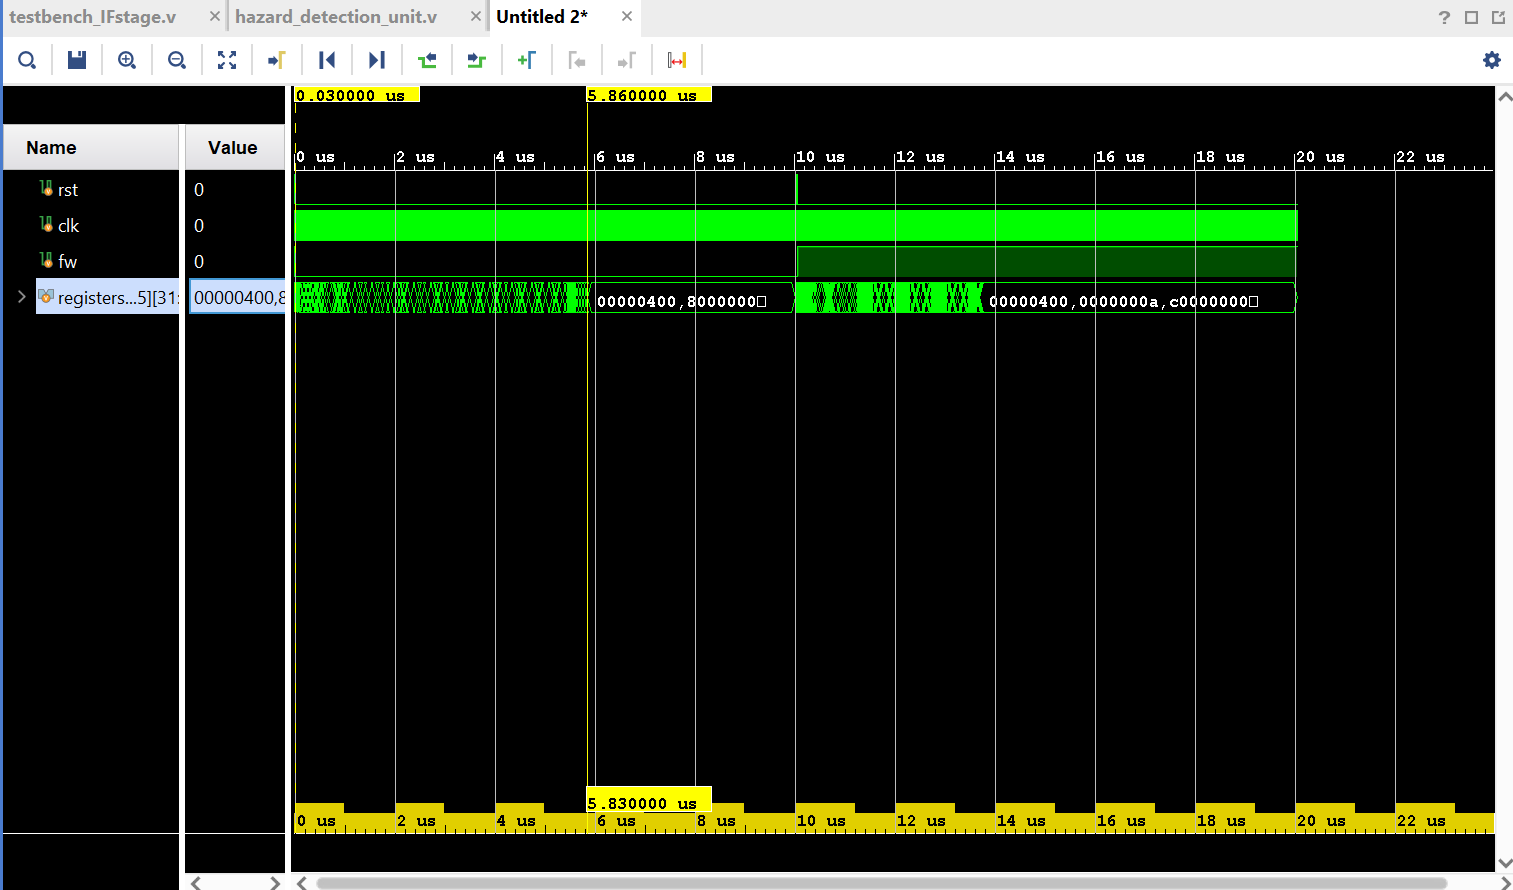 testbench_IFstage.v × hazard_detection_unit.v × Untitled 2* × ?
0.030000 us 5.860000 us
Name Value
0 us 2 us 4 us 6 us 8 us 10 us 12 us 14 us 16 us 18 us 20 us 22 us
rst 0
clk 0
fw 0
registers...5][31: 00000400,8 00000400,8000000 00000400,0000000a,c0000000
5.830000 us
0 us 2 us 4 us 6 us 8 us 10 us 12 us 14 us 16 us 18 us 20 us 22 us